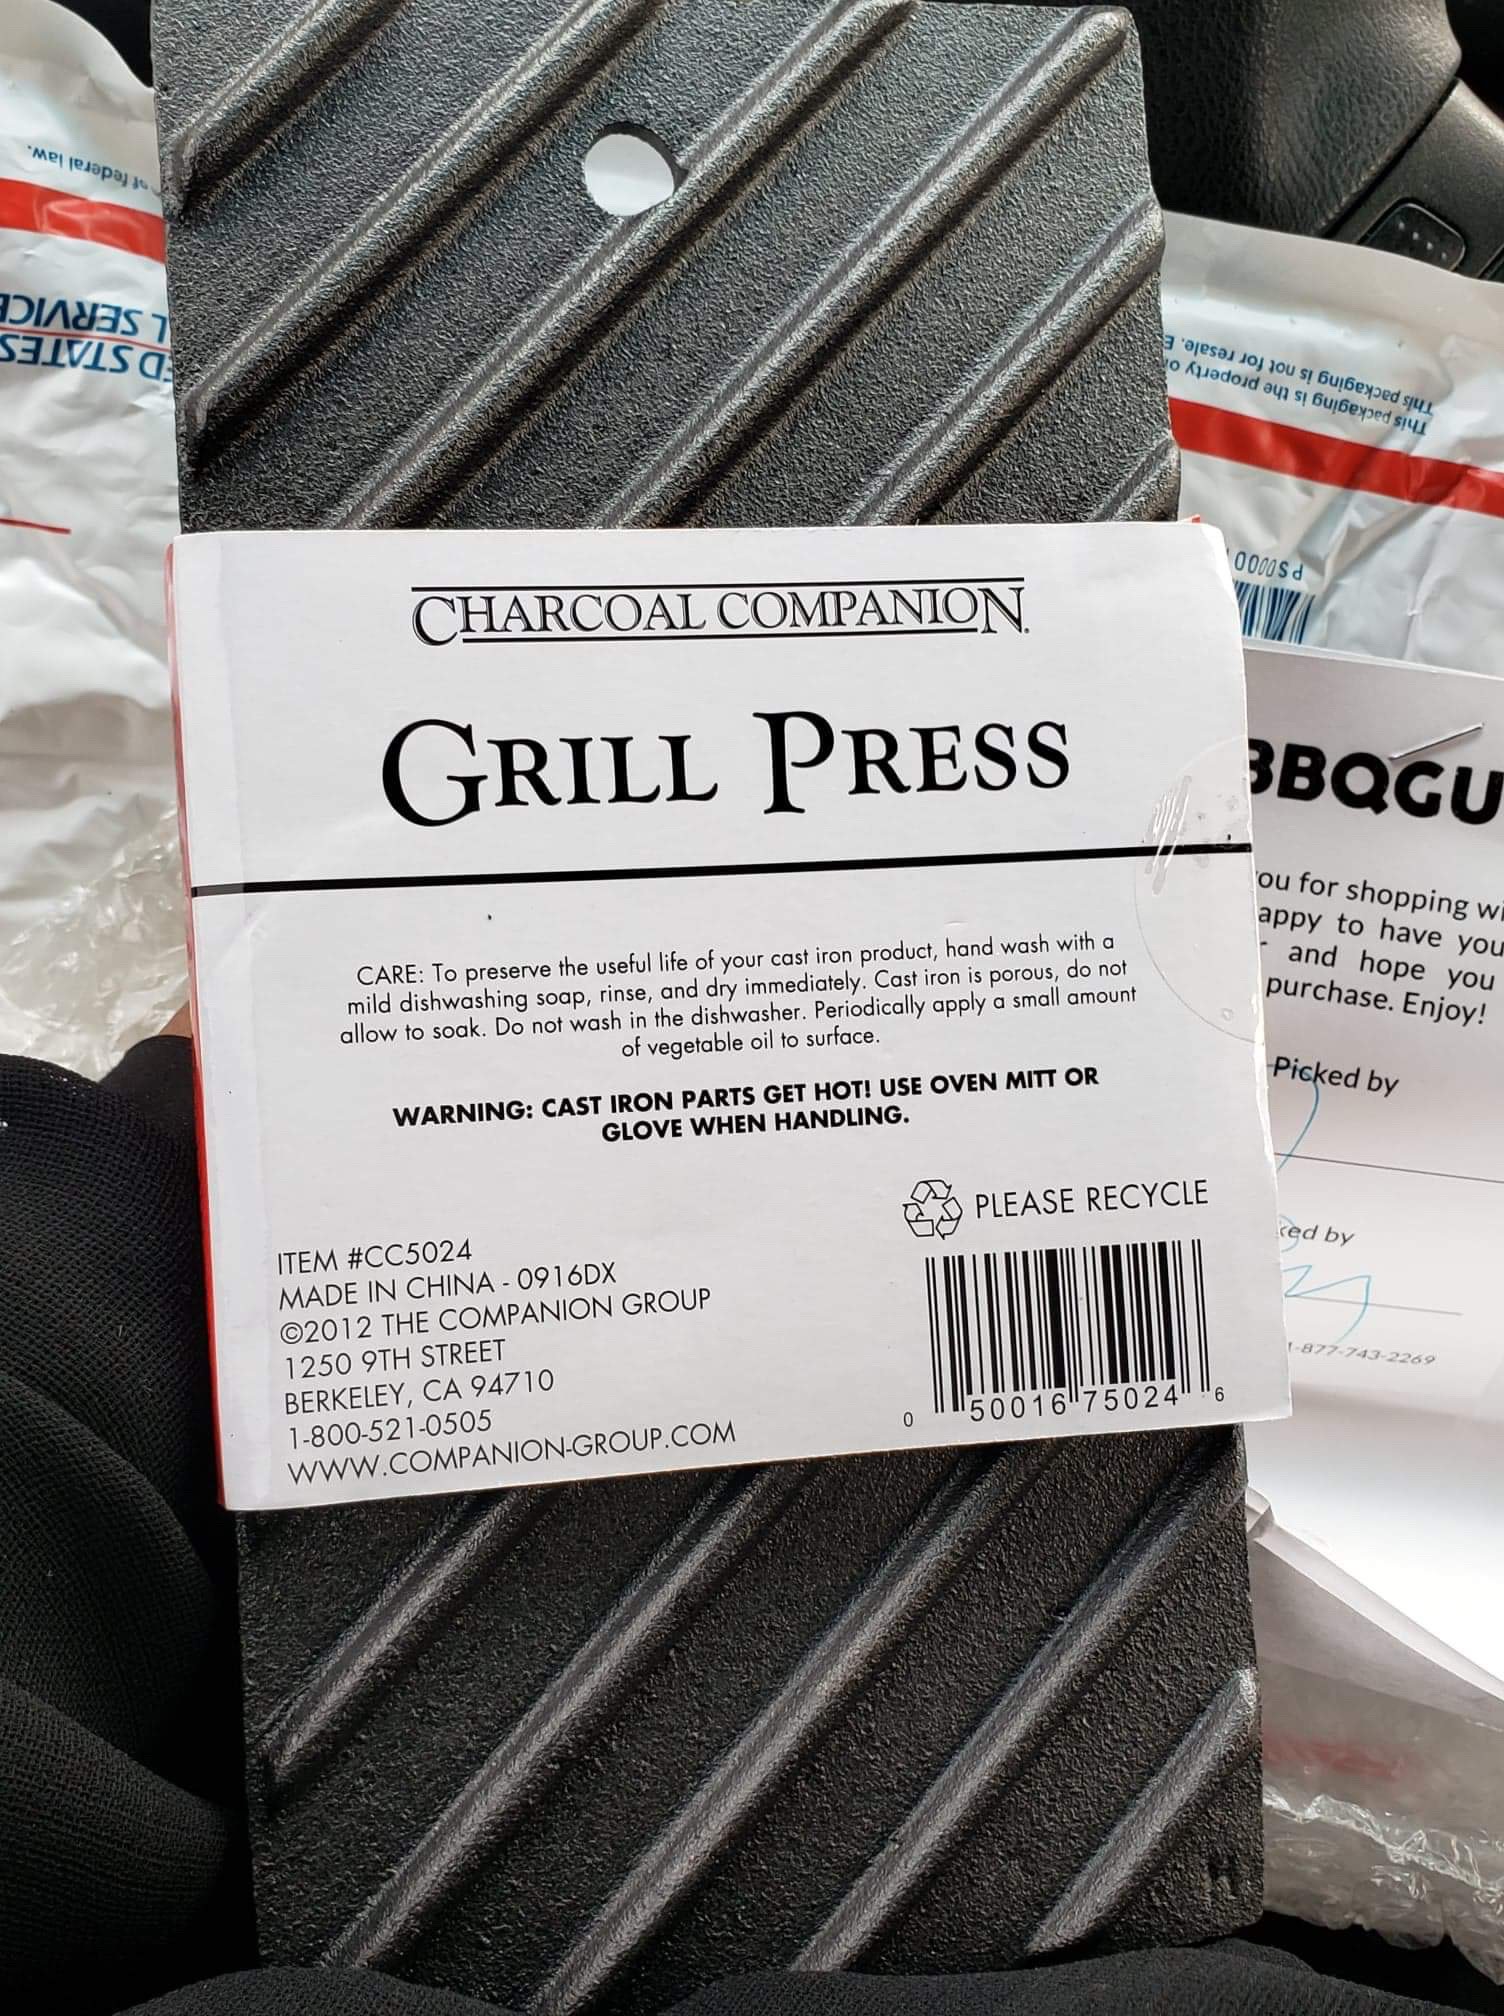 of federal law.
L SERVICE
ED STATES
This packaging is not for resale.
This packaging is the property
PS0000
CHARCOAL COMPANION
GRILL PRESS
CARE: To preserve the useful life of your cast iron product, hand wash with a
mild dishwashing soap, rinse, and dry immediately. Cast iron is porous, do not
allow to soak. Do not wash in the dishwasher. Periodically apply a small amount
of vegetable oil to surface.
WARNING: CAST IRON PARTS GET HOT! USE OVEN MITT OR
GLOVE WHEN HANDLING.
PLEASE RECYCLE
ITEM #CC5024
MADE IN CHINA - 0916DX
©2012 THE COMPANION GROUP
1250 9TH STREET
BERKELEY, CA 94710
1-800-521-0505
WWW.COMPANION-GROUP.COM
0 50016 75024 6
BBQGU
ou for shopping wi
appy to have you
and hope you
purchase. Enjoy!
Picked by
ked by
1-877-743-2269